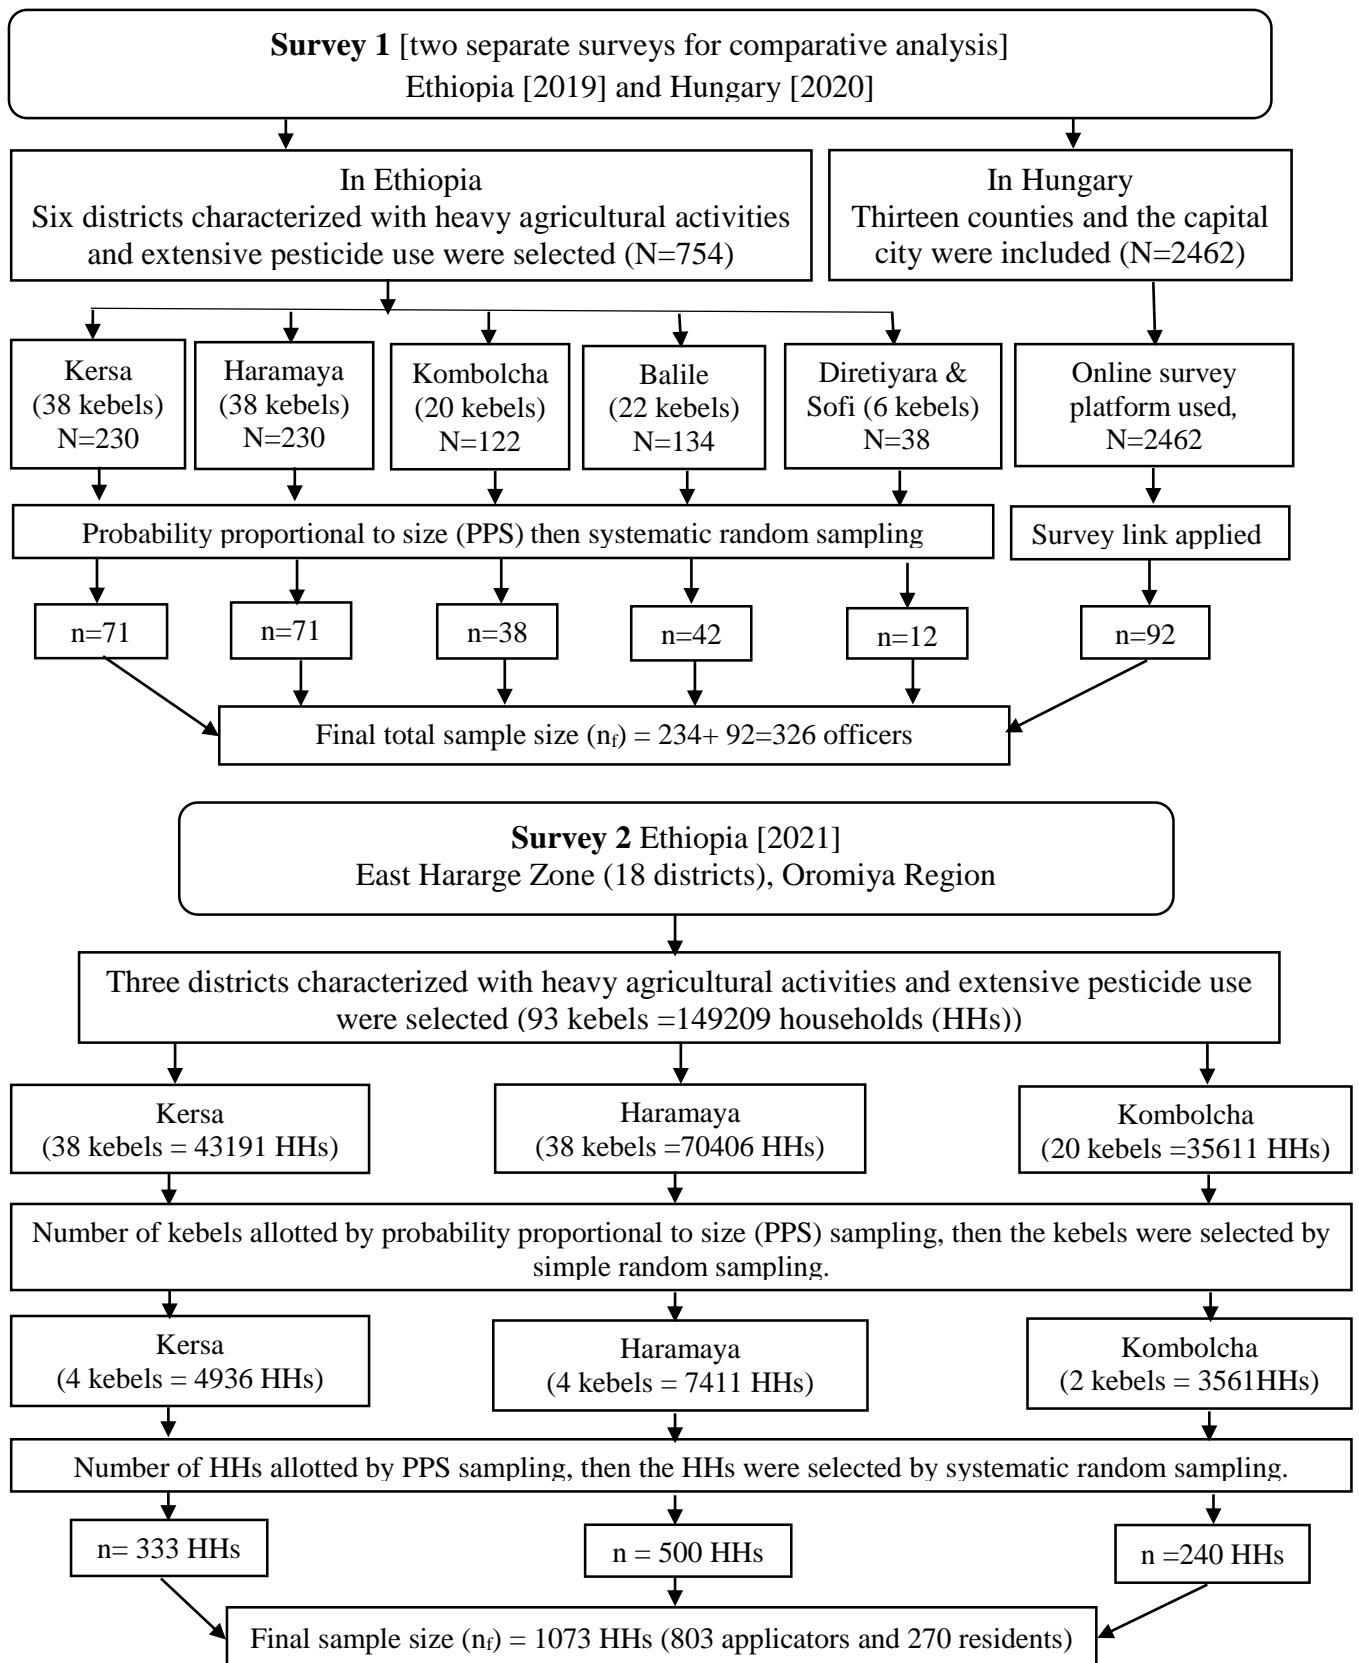 Survey 1 [two separate surveys for comparative analysis]
Ethiopia [2019] and Hungary [2020]
In Ethiopia
Six districts characterized with heavy agricultural activities
and extensive pesticide use were selected (N=754)
In Hungary
Thirteen counties and the capital
city were included (N=2462)
Kersa
(38 kebels)
N=230
Haramaya
(38 kebels)
N=230
Kombolcha
(20 kebels)
N=122
Balile
(22 kebels)
N=134
Diretiyara &
Sofi (6 kebels)
N=38
Online survey
platform used,
N=2462
Probability proportional to size (PPS) then systematic random sampling
Survey link applied
n=71
n=71
n=38
n=42
n=12
n=92
Final total sample size (nf) = 234+ 92=326 officers
Survey 2 Ethiopia [2021]
East Hararge Zone (18 districts), Oromiya Region
Three districts characterized with heavy agricultural activities and extensive pesticide use
were selected (93 kebels =149209 households (HHs))
Kersa
(38 kebels = 43191 HHs)
Haramaya
(38 kebels =70406 HHs)
Kombolcha
(20 kebels =35611 HHs)
Number of kebels allotted by probability proportional to size (PPS) sampling, then the kebels were selected by
simple random sampling.
Kersa
(4 kebels = 4936 HHs)
Haramaya
(4 kebels = 7411 HHs)
Kombolcha
(2 kebels = 3561HHs)
Number of HHs allotted by PPS sampling, then the HHs were selected by systematic random sampling.
n= 333 HHs
n = 500 HHs
n =240 HHs
Final sample size (nf) = 1073 HHs (803 applicators and 270 residents)